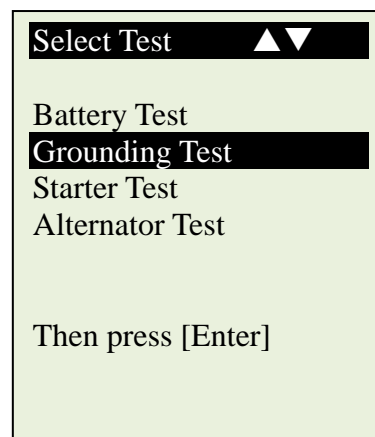 Select Test ▲▼
Battery Test
Grounding Test
Starter Test
Alternator Test
Then press [Enter]